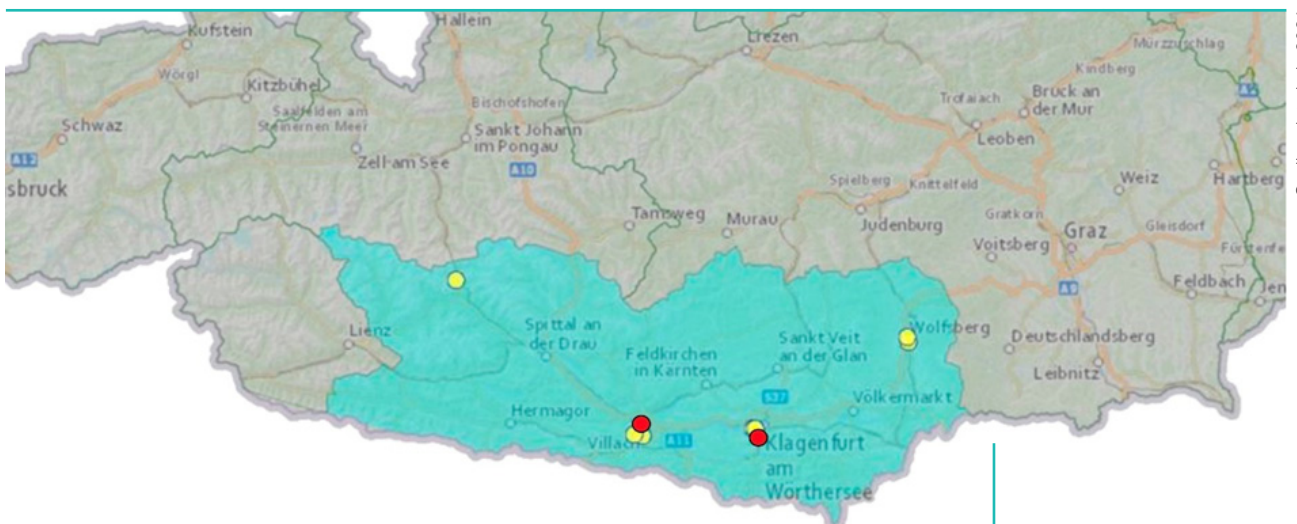 Hallein
Kufstein
Liezen
Mürzzuschlag
Wörgl
Kindberg
Kitzbühel
A2
Bruck an
der Mur
Trofaiach
Bischofshofen
Saalfelden am
Steinernen Meer
Schwaz
Sankt Johann
im Pongau
Leoben
A12
Zell am See
A10
Hartberg
Weiz
sbruck
Spielberg
Knittelfeld
Tamsweg
Murau
Gratkorn
Judenburg
Gleisdorf
Graz
Voitsberg
Feldbach
A9
Jen
Spittal an
der Drau
Wolfsberg
Lienz
Sankt Veit
an der Glan
Deutschlandsberg
Feldkirchen
in Kärnten
Leibnitz
S37
Völkermarkt
Hermagor
Villach
A11
Klagenfurt
am
Wörthersee